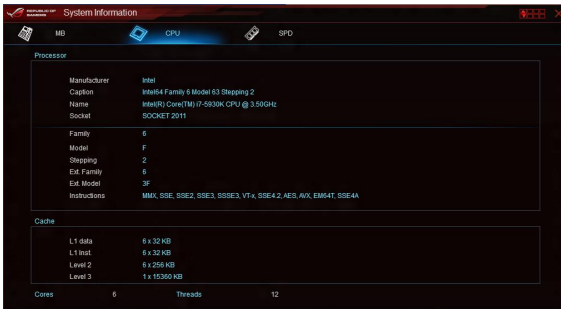 REPUBLIC OF GAMERS System Information
MB CPU SPD
Processor
Manufacturer Intel
Caption Intel64 Family 6 Model 63 Stepping 2
Name Intel(R) Core(TM) i7-5930K CPU @ 3.50GHz
Socket SOCKET 2011
Family 6
Model F
Stepping 2
Ext. Family 6
Ext. Model 3F
Instructions MMX, SSE, SSE2, SSE3, SSSE3, VT-x, SSE4.2, AES, AVX, EM64T, SSE4A
Cache
L1 data 6 x 32 KB
L1 Inst. 6 x 32 KB
Level 2 6 x 256 KB
Level 3 1 x 15360 KB
Cores 6 Threads 12